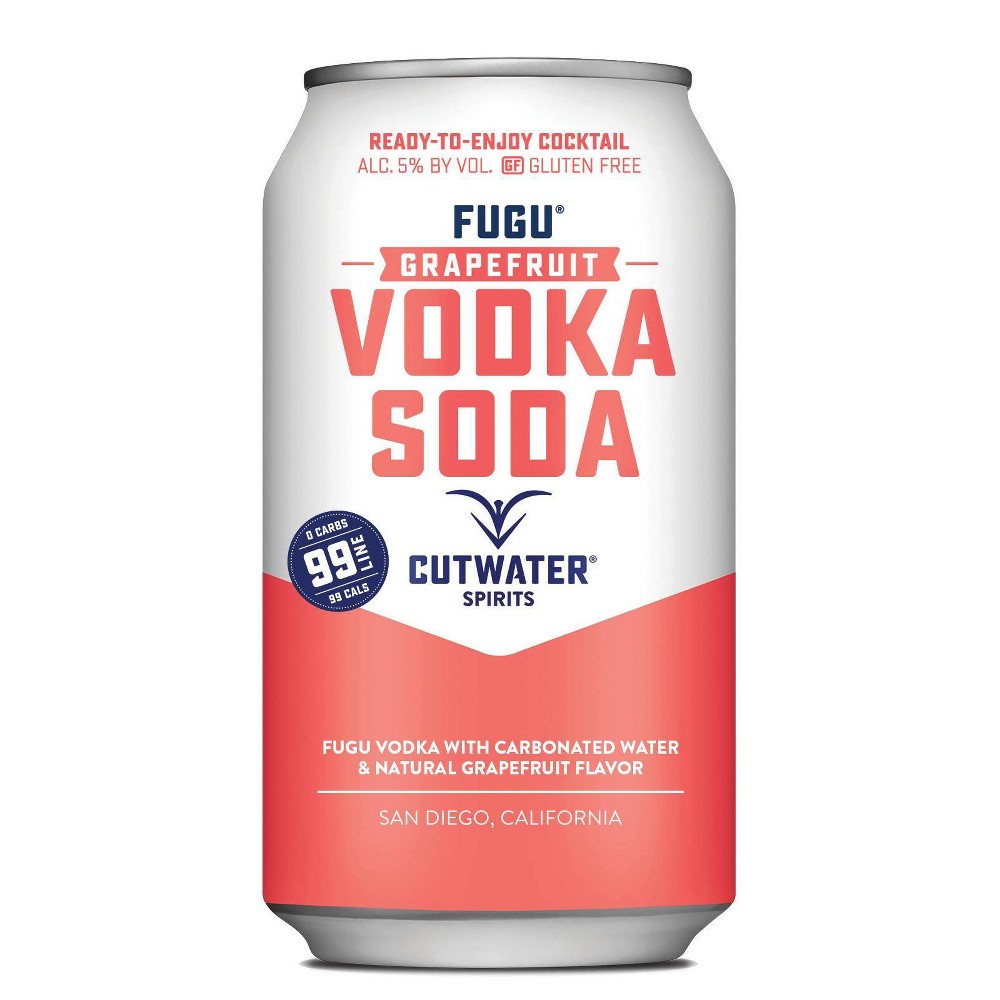 READY-TO-ENJOY COCKTAIL
ALC. 5% BY VOL. GF GLUTEN FREE
FUGU®
GRAPEFRUIT
VODKA
SODA
0 CARBS
99 LINE
99 CALS
CUTWATER®
SPIRITS
FUGU VODKA WITH CARBONATED WATER
& NATURAL GRAPEFRUIT FLAVOR
SAN DIEGO, CALIFORNIA